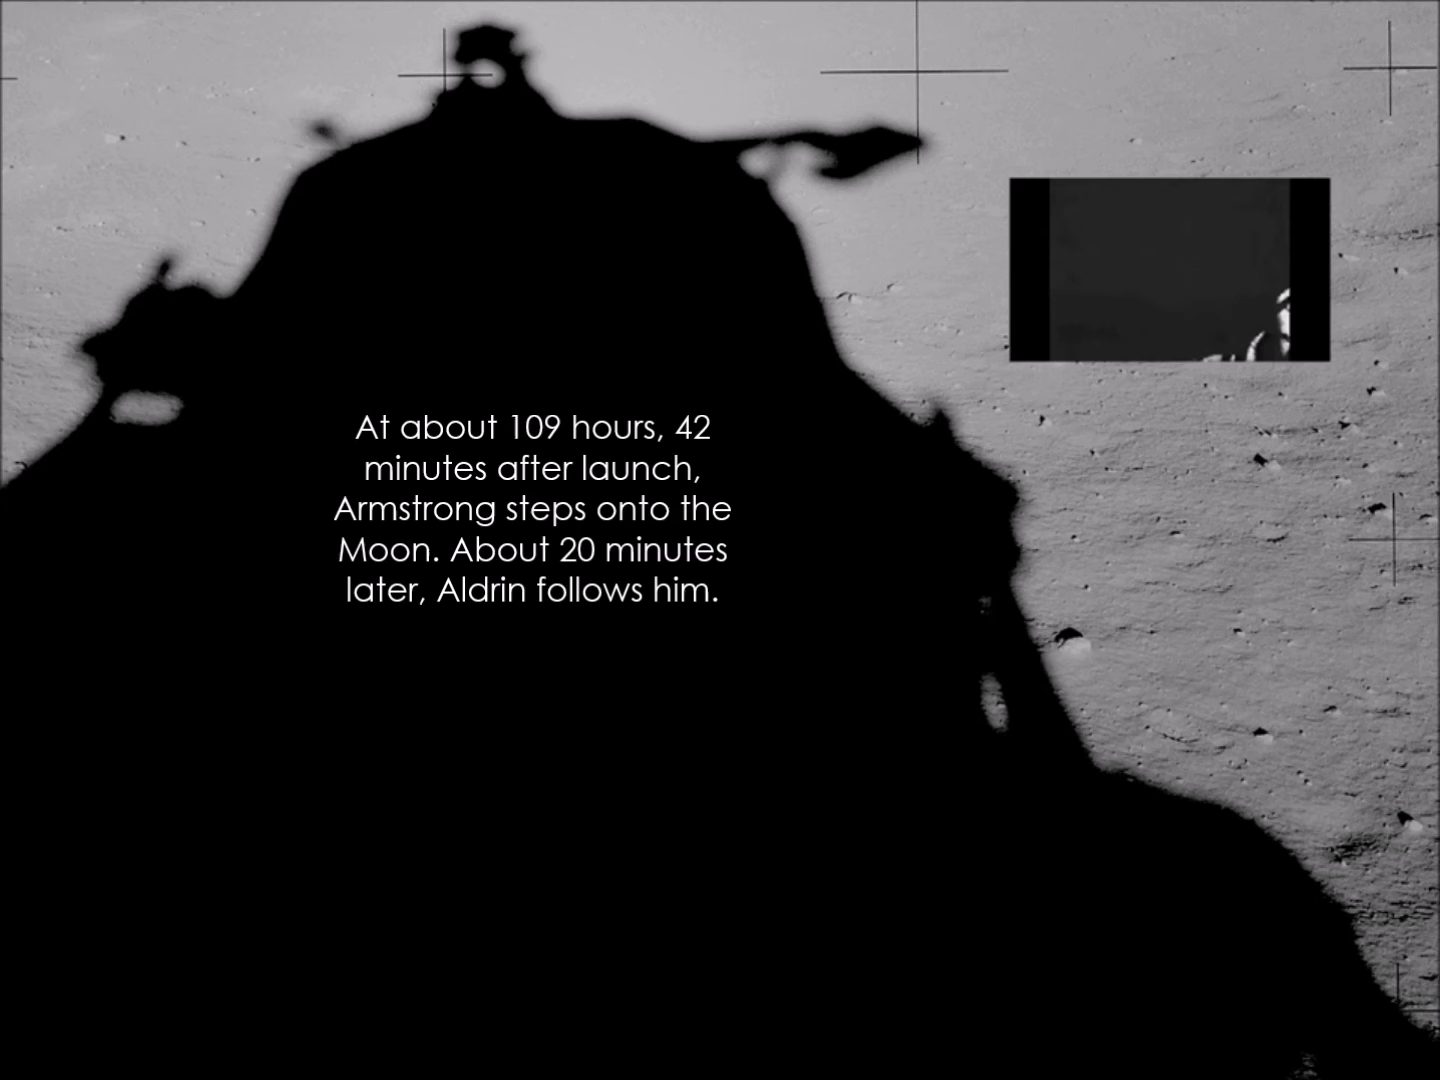 At about 109 hours, 42
minutes after launch,
Armstrong steps onto the
Moon. About 20 minutes
later, Aldrin follows him.